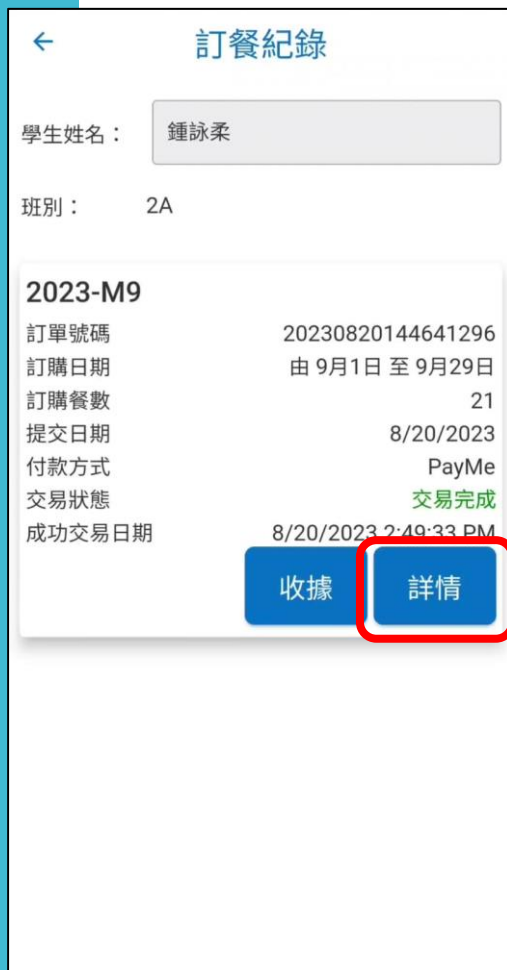 ←
訂餐紀錄
學生姓名： 鍾詠柔
班別： 2A
2023-M9
訂單號碼 20230820144641296
訂購日期 由 9月1日 至 9月29日
訂購餐數 21
提交日期 8/20/2023
付款方式 PayMe
交易狀態 交易完成
成功交易日期 8/20/2023 2:49:33 PM
收據 詳情